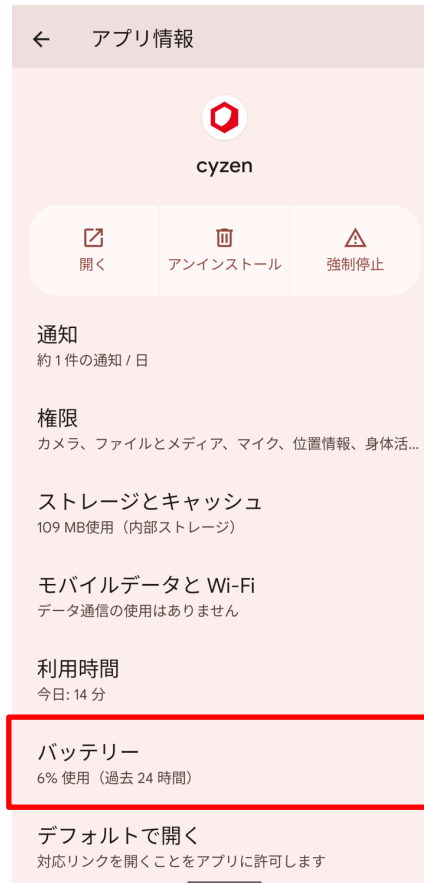 アプリ情報
cyzen
開く
アンインストール
強制停止
通知
約 1 件の通知 / 日
権限
カメラ、ファイルとメディア、マイク、位置情報、身体活...
ストレージとキャッシュ
109 MB使用（内部ストレージ）
モバイルデータと Wi-Fi
データ通信の使用はありません
利用時間
今日: 14 分
バッテリー
6% 使用（過去 24 時間）
デフォルトで開く
対応リンクを開くことをアプリに許可します